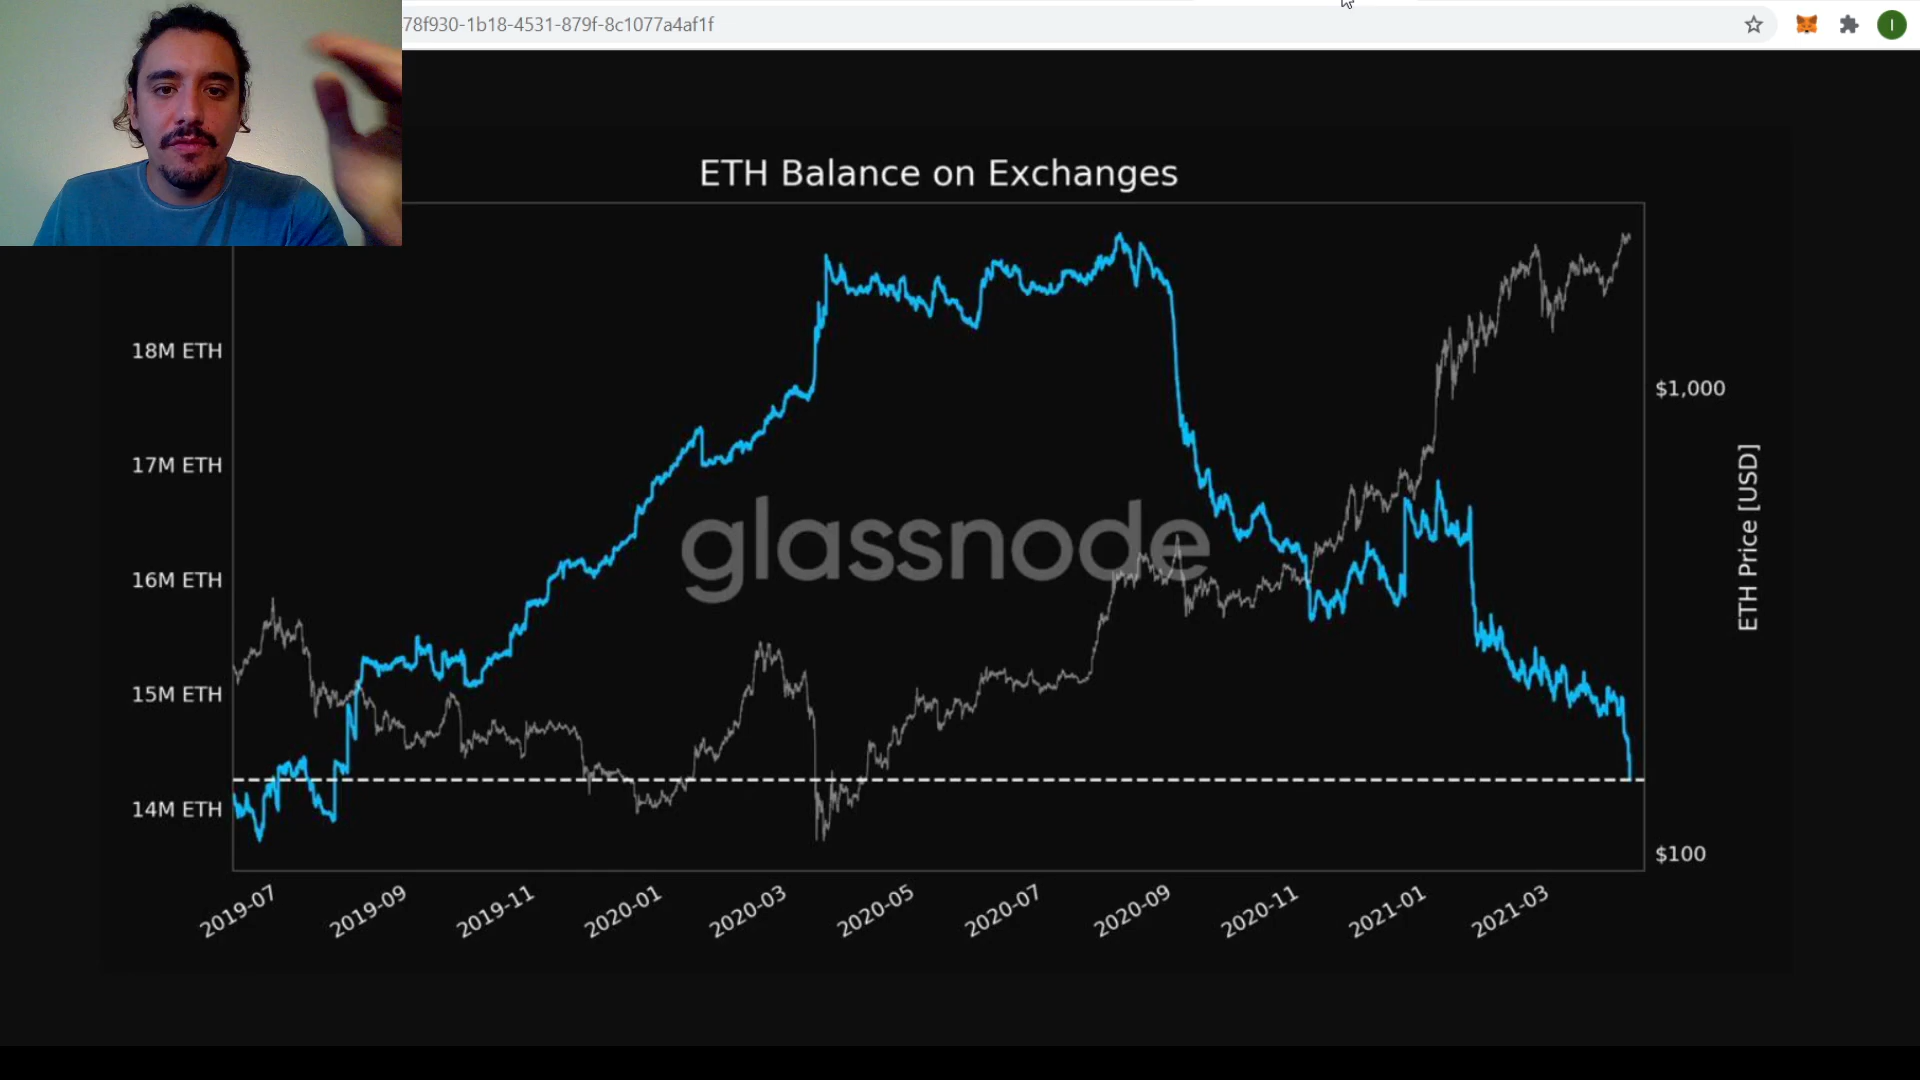 78f930-1b18-4531-879f-8c1077a4af1f
I
ETH Balance on Exchanges
18M ETH
17M ETH
16M ETH
15M ETH
14M ETH
glassnode
$1,000
$100
ETH Price [USD]
2019-07
2019-09
2019-11
2020-01
2020-03
2020-05
2020-07
2020-09
2020-11
2021-01
2021-03